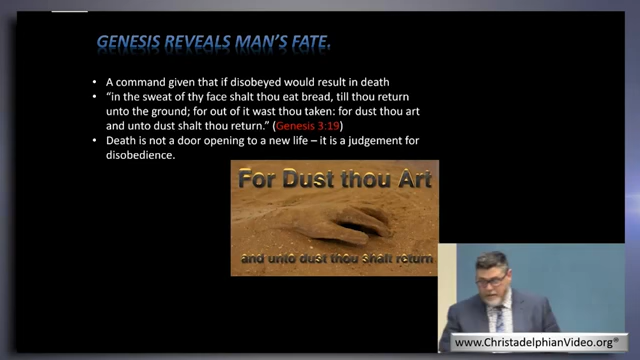 GENESIS REVEALS MAN'S FATE.
• A command given that if disobeyed would result in death
• “in the sweat of thy face shalt thou eat bread, till thou return
unto the ground; for out of it wast thou taken: for dust thou art
and unto dust shalt thou return.” (Genesis 3:19)
• Death is not a door opening to a new life – it is a judgement for
disobedience.
For Dust thou Art
and unto dust thou shalt return
www.ChristadelphianVideo.org®